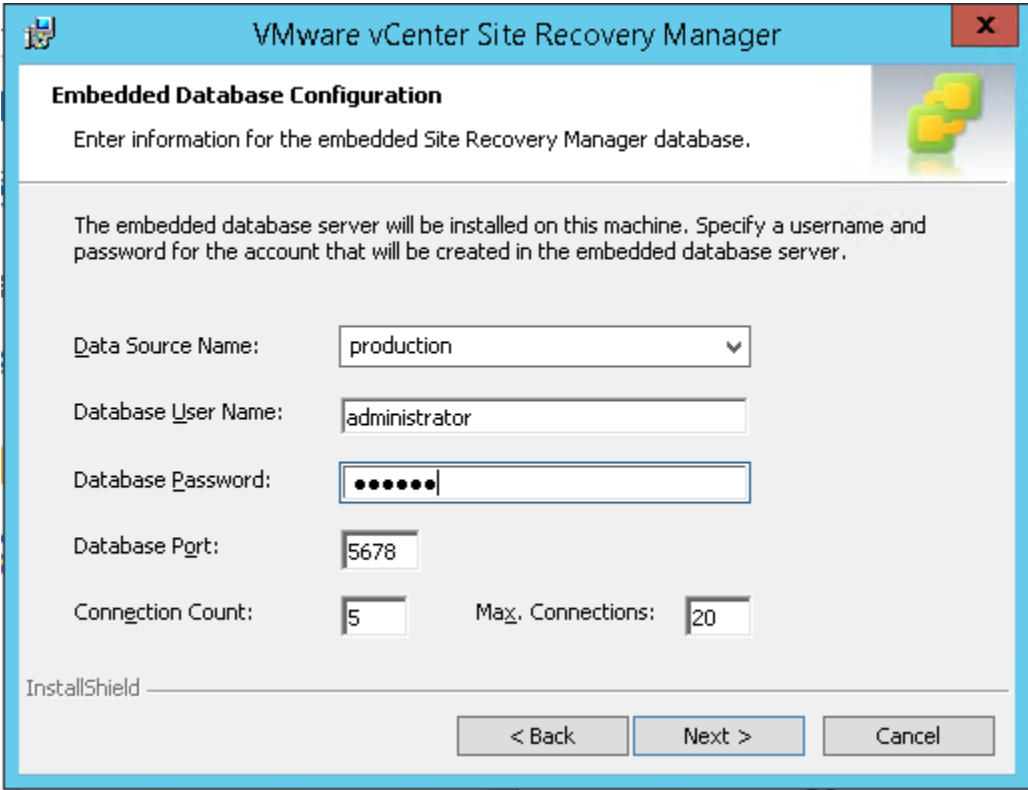 VMware vCenter Site Recovery Manager
x
Embedded Database Configuration
Enter information for the embedded Site Recovery Manager database.
The embedded database server will be installed on this machine. Specify a username and
password for the account that will be created in the embedded database server.
Data Source Name: production
Database User Name: administrator
Database Password: ●●●●●●
Database Port: 5678
Connection Count: 5 Max. Connections: 20
InstallShield
< Back Next > Cancel